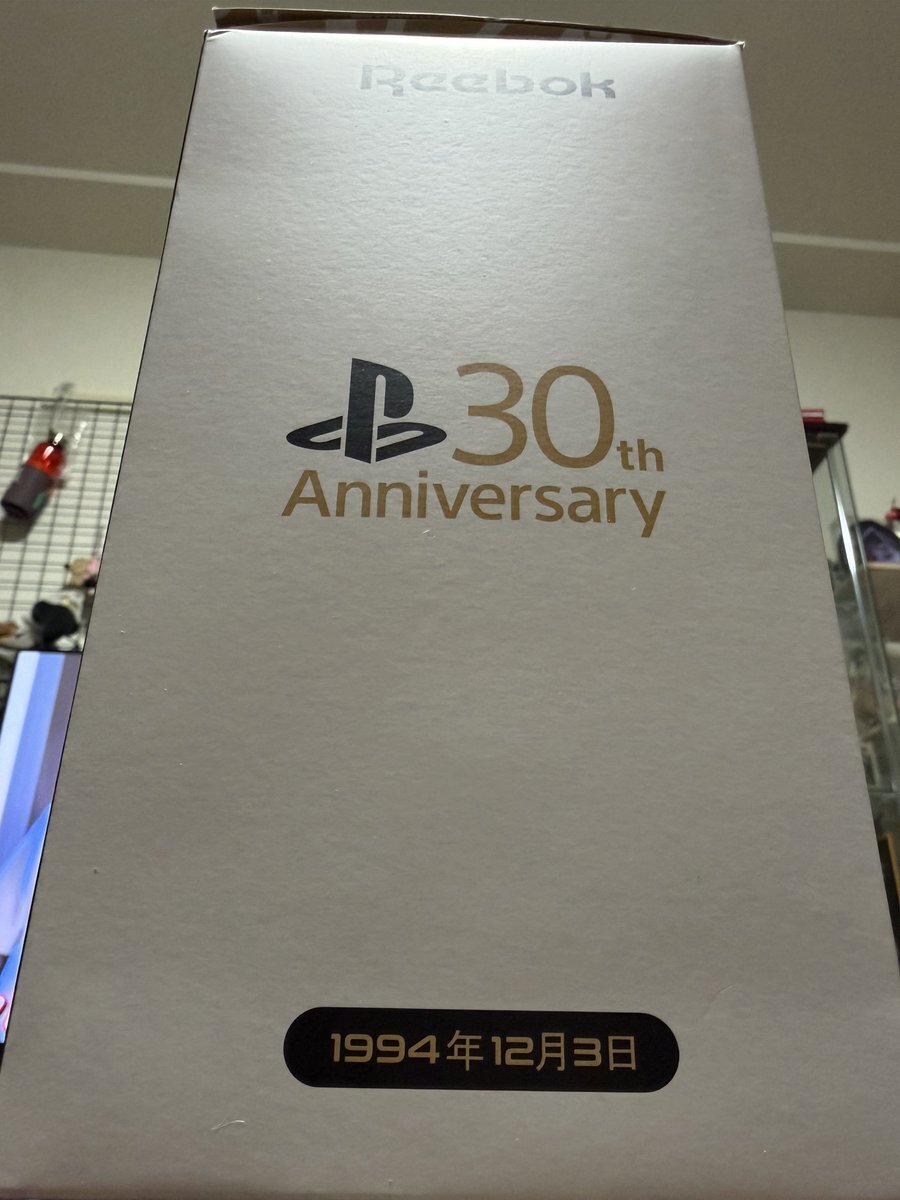 Reebok
30th
Anniversary
1994年12月3日